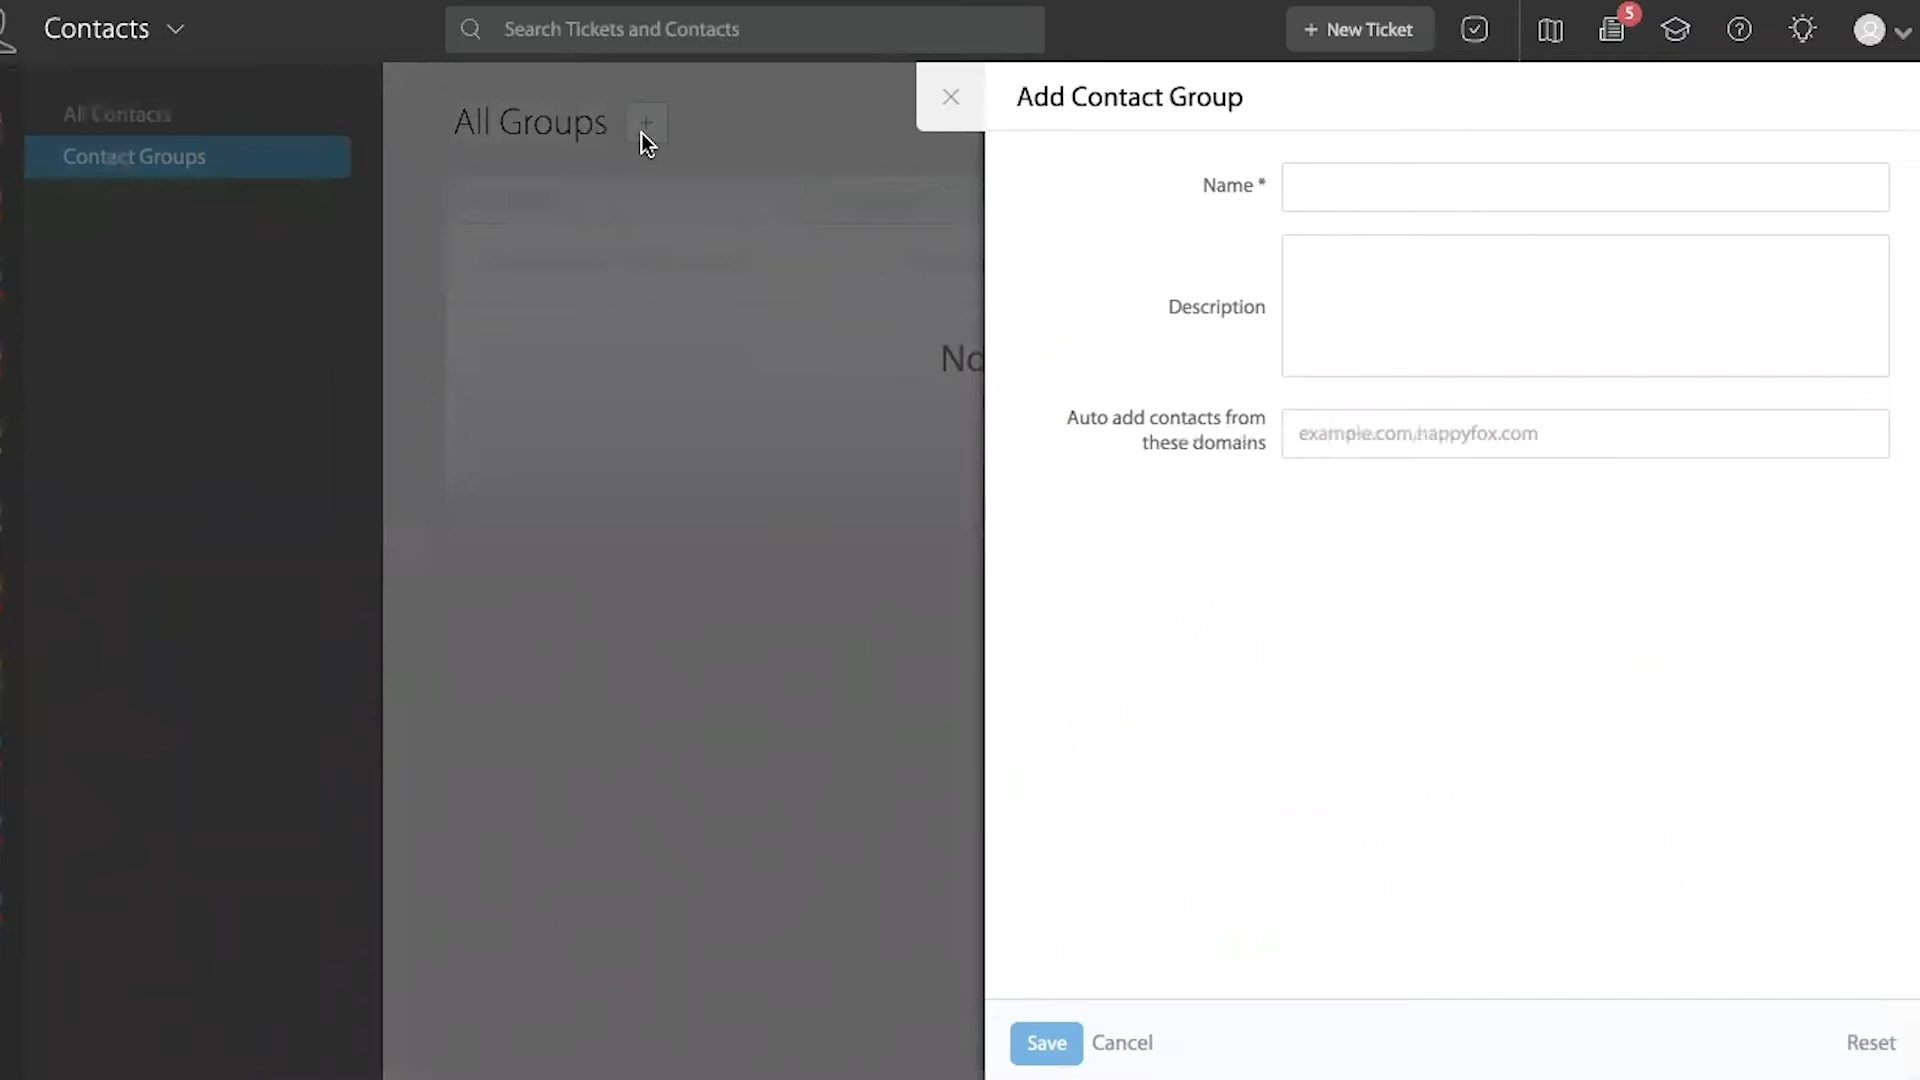 Contacts
Search Tickets and Contacts
+ New Ticket
5
All Contacts
Contact Groups
All Groups
+
Add Contact Group
Name *
Description
No
Auto add contacts from
these domains
example.com,happyfox.com
Save
Cancel
Reset